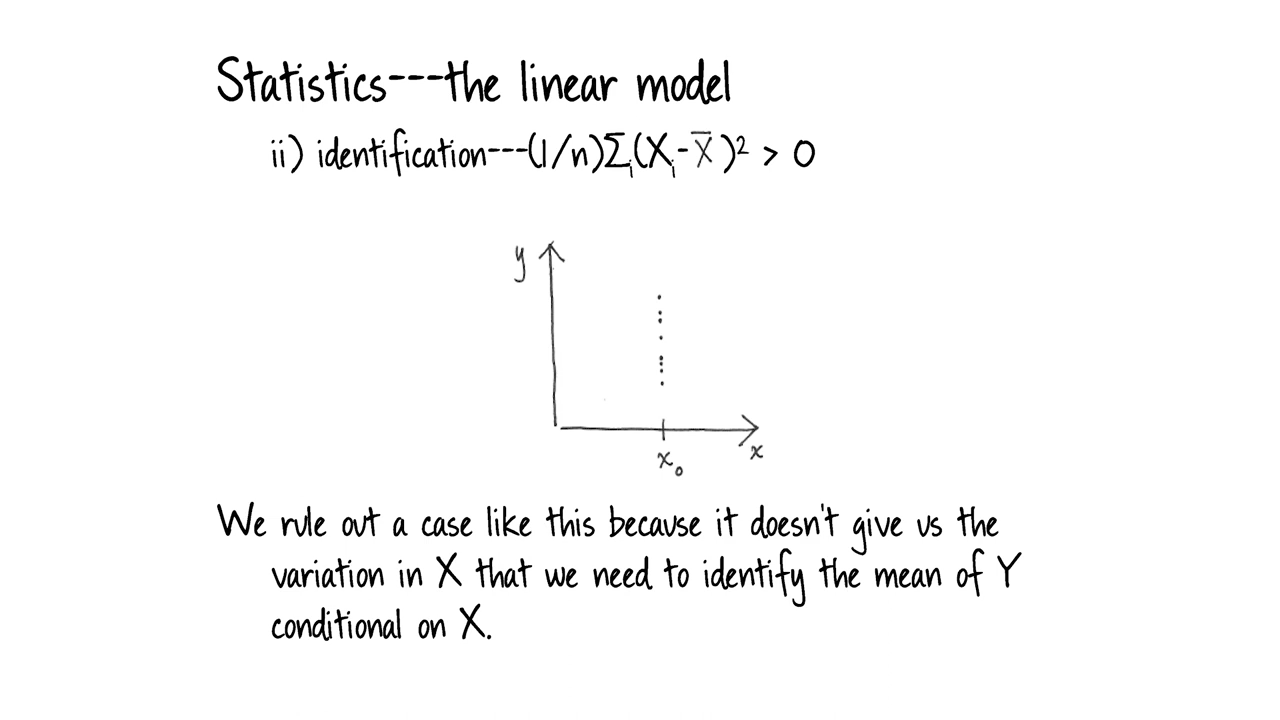 Statistics---the linear model
ii) identification---(1/n)Σᵢ(Xᵢ-X̅)² > 0
y
x₀
x
We rule out a case like this because it doesn't give us the
variation in X that we need to identify the mean of Y
conditional on X.